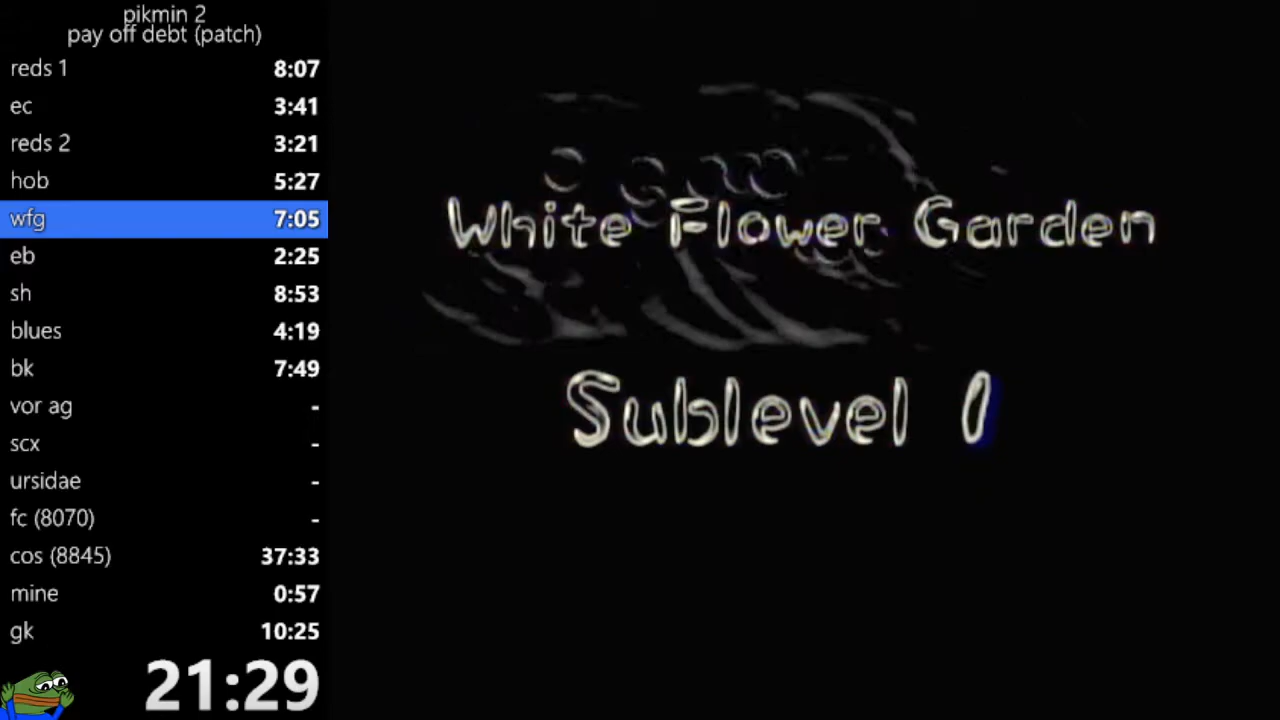 pikmin 2
pay off debt (patch)
reds 1 8:07
ec 3:41
reds 2 3:21
hob 5:27
wfg 7:05
eb 2:25
sh 8:53
blues 4:19
bk 7:49
vor ag -
scx -
ursidae -
fc (8070) -
cos (8845) 37:33
mine 0:57
gk 10:25
21:29
White Flower Garden
Sublevel 1